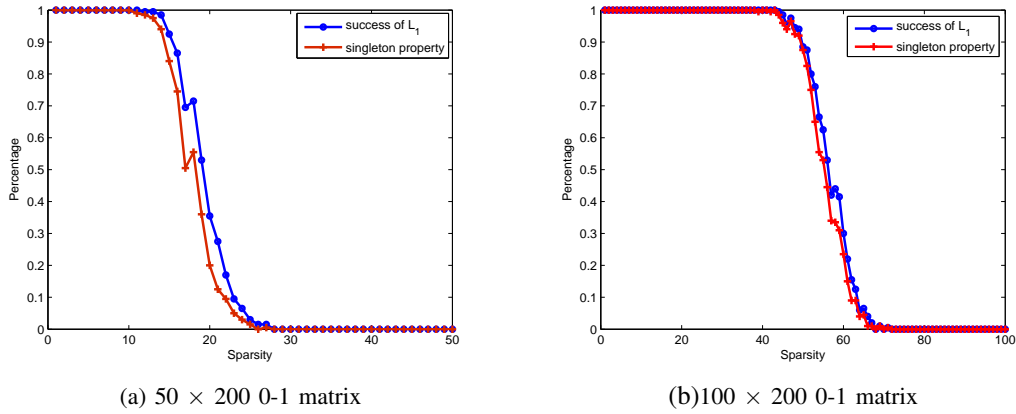 1
0.9
0.8
0.7
0.6
0.5
0.4
0.3
0.2
0.1
0
Percentage
0 10 20 30 40 50
Sparsity
success of L1
singleton property
(a) 50 × 200 0-1 matrix
1
0.9
0.8
0.7
0.6
0.5
0.4
0.3
0.2
0.1
0
Percentage
0 20 40 60 80 100
Sparsity
success of L1
singleton property
(b)100 × 200 0-1 matrix